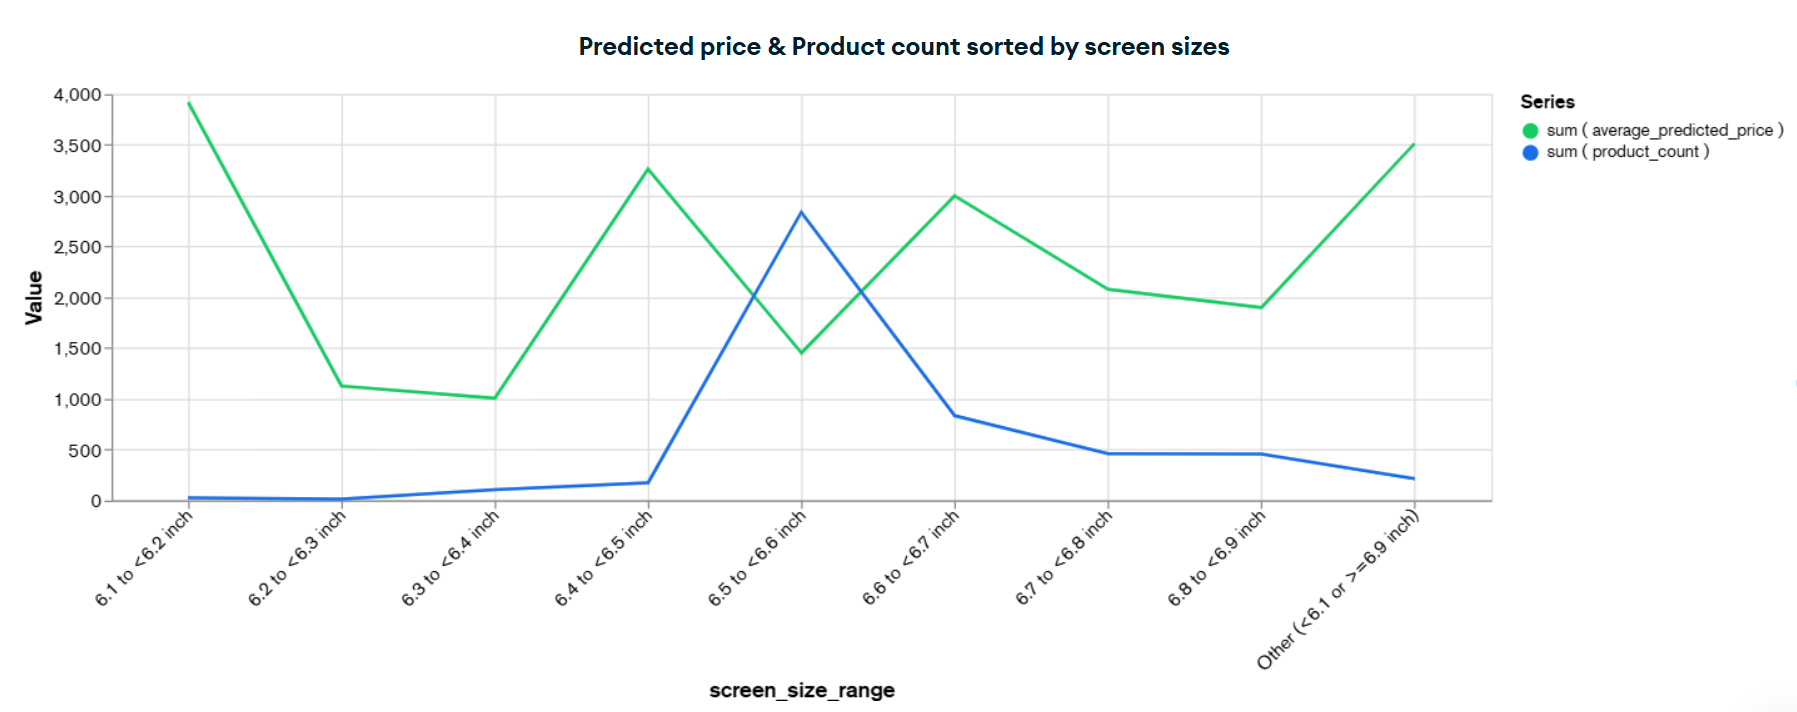 Predicted price & Product count sorted by screen sizes
Series
sum ( average_predicted_price )
sum ( product_count )
4,000
3,500
3,000
2,500
2,000
1,500
1,000
500
0
Value
6.1 to <6.2 inch
6.2 to <6.3 inch
6.3 to <6.4 inch
6.4 to <6.5 inch
6.5 to <6.6 inch
6.6 to <6.7 inch
6.7 to <6.8 inch
6.8 to <6.9 inch
Other (<6.1 or >=6.9 inch)
screen_size_range